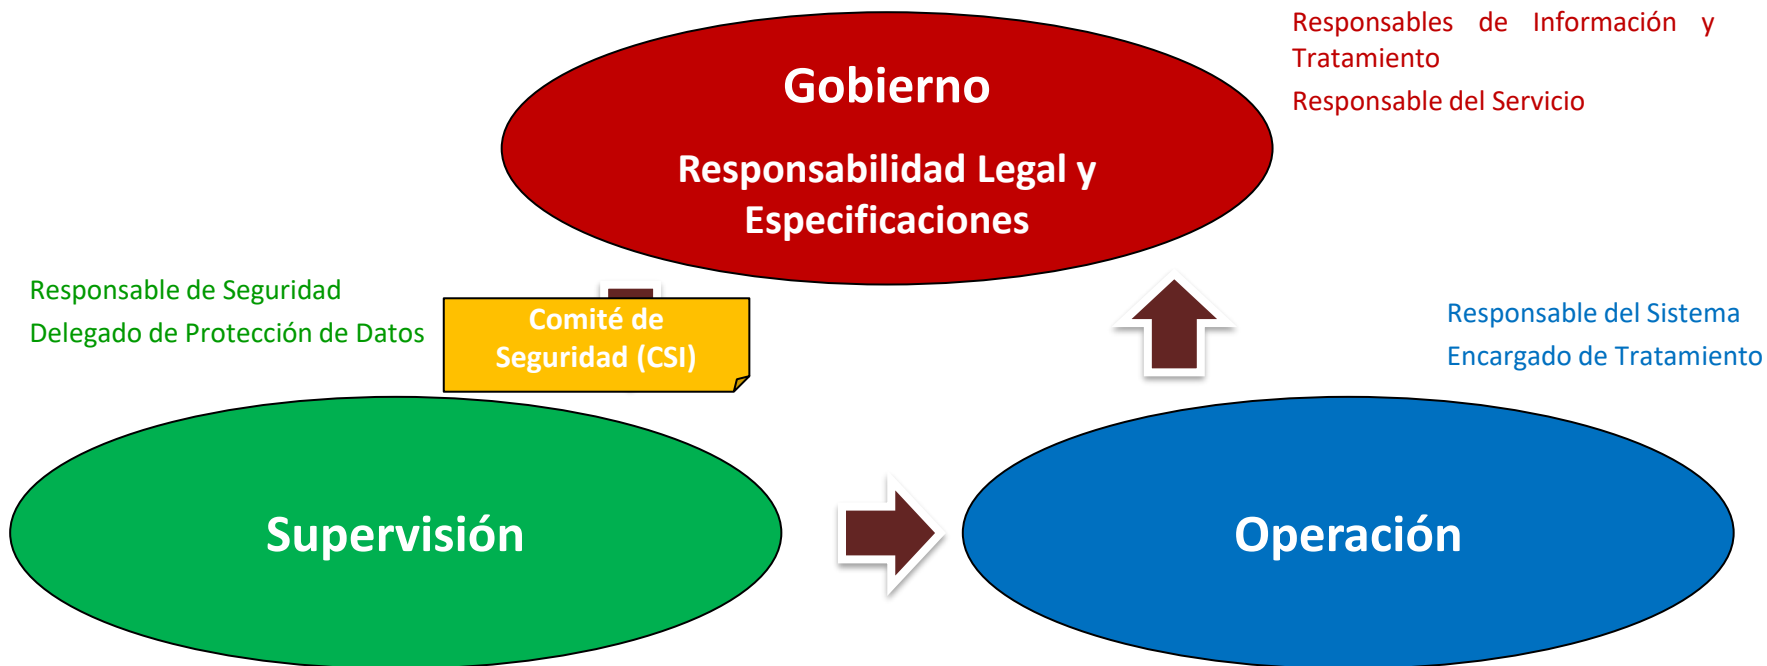 Responsables de Información y
Tratamiento
Responsable del Servicio
Gobierno
Responsabilidad Legal y
Especificaciones
Responsable de Seguridad
Delegado de Protección de Datos
Comité de
Seguridad (CSI)
Responsable del Sistema
Encargado de Tratamiento
Supervisión
Operación